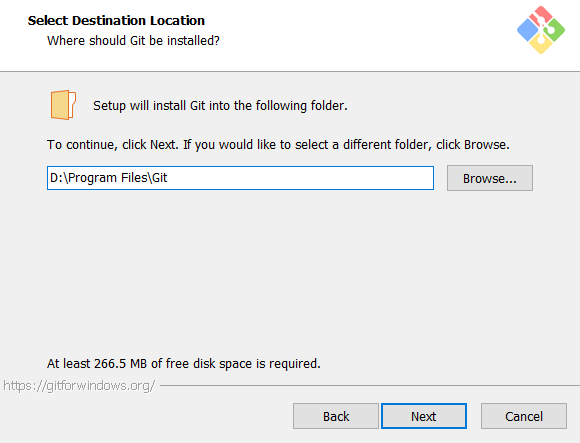 Select Destination Location
Where should Git be installed?
Setup will install Git into the following folder.
To continue, click Next. If you would like to select a different folder, click Browse.
D:\Program Files\Git
Browse...
At least 266.5 MB of free disk space is required.
https://gitforwindows.org/
Back
Next
Cancel